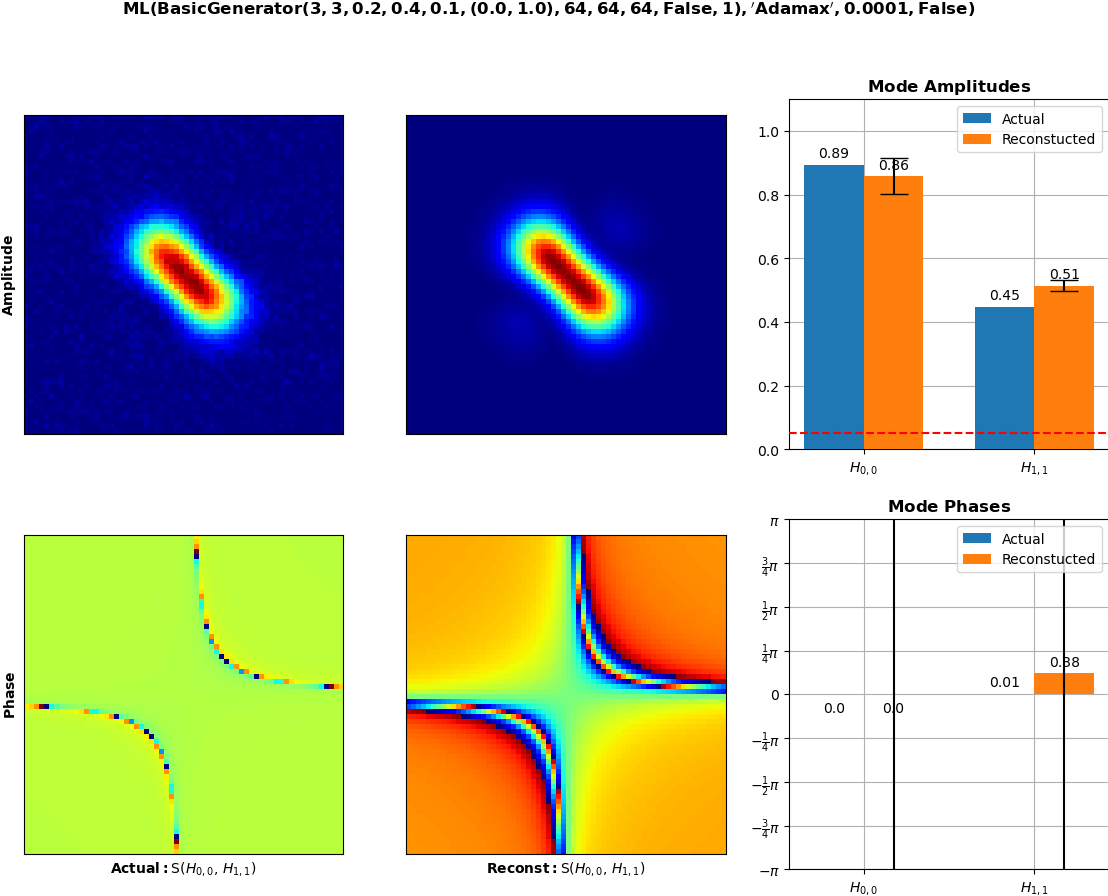 ML(BasicGenerator(3, 3, 0.2, 0.4, 0.1, (0.0, 1.0), 64, 64, 64, False, 1), ′Adamax′, 0.0001, False)
Amplitude
Mode Amplitudes
Actual
Reconstucted
1.0
0.8
0.6
0.4
0.2
0.0
0.89
0.86
0.45
0.51
H0,0
H1,1
Phase
Actual: S(H0,0, H1,1)
Reconst: S(H0,0, H1,1)
Mode Phases
Actual
Reconstucted
π
3/4π
1/2π
1/4π
0
−1/4π
−1/2π
−3/4π
−π
0.0
0.0
0.01
0.38
H0,0
H1,1